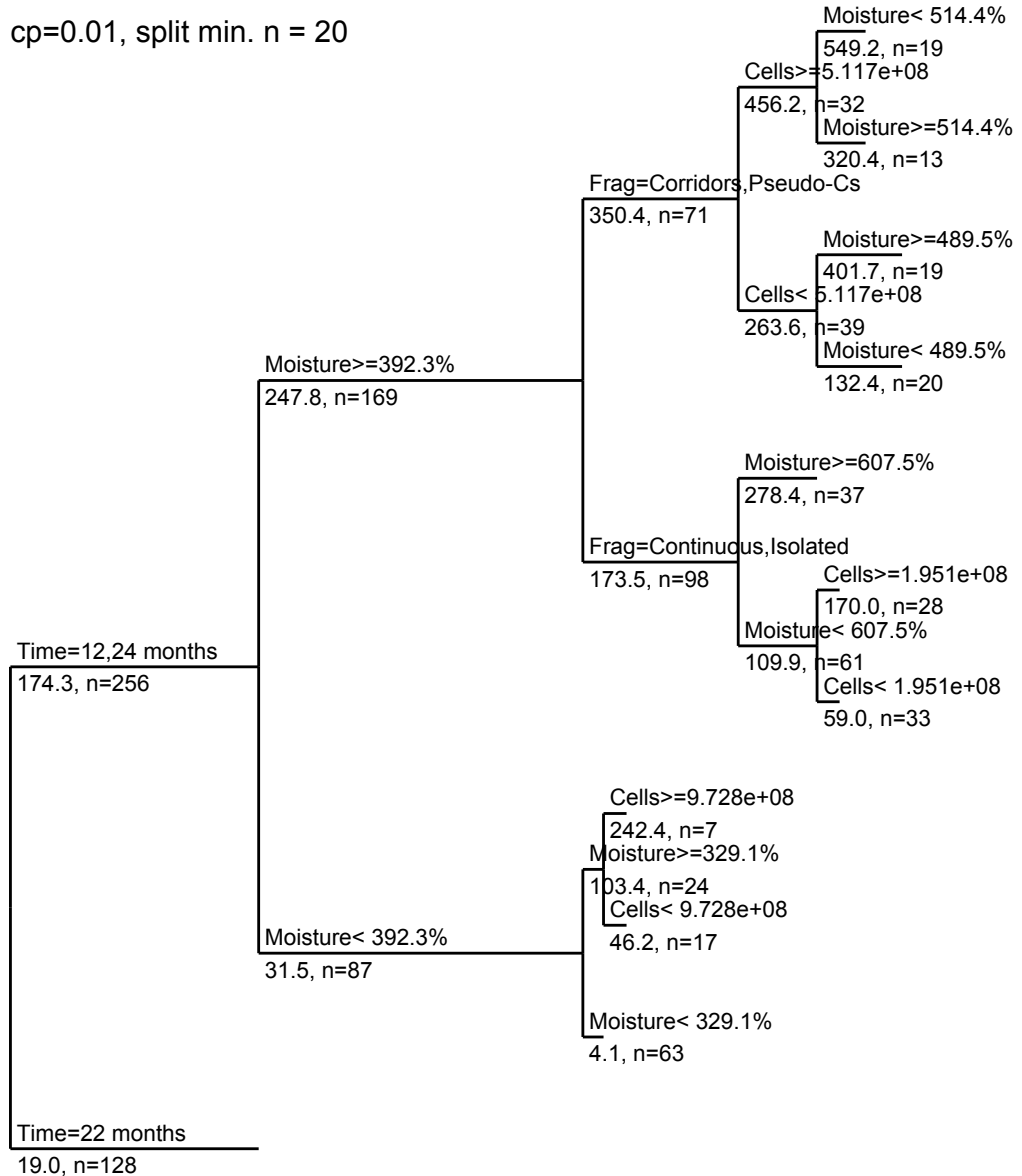 cp=0.01, split min. n = 20
Moisture< 514.4%
549.2, n=19
Cells>=5.117e+08
456.2, n=32
Moisture>=514.4%
320.4, n=13
Frag=Corridors,Pseudo-Cs
350.4, n=71
Moisture>=489.5%
401.7, n=19
Cells< 5.117e+08
263.6, n=39
Moisture< 489.5%
132.4, n=20
Moisture>=392.3%
247.8, n=169
Moisture>=607.5%
278.4, n=37
Frag=Continuous,Isolated
173.5, n=98
Cells>=1.951e+08
170.0, n=28
Moisture< 607.5%
109.9, n=61
Cells< 1.951e+08
59.0, n=33
Time=12,24 months
174.3, n=256
Cells>=9.728e+08
242.4, n=7
Moisture>=329.1%
103.4, n=24
Cells< 9.728e+08
46.2, n=17
Moisture< 392.3%
31.5, n=87
Moisture< 329.1%
4.1, n=63
Time=22 months
19.0, n=128